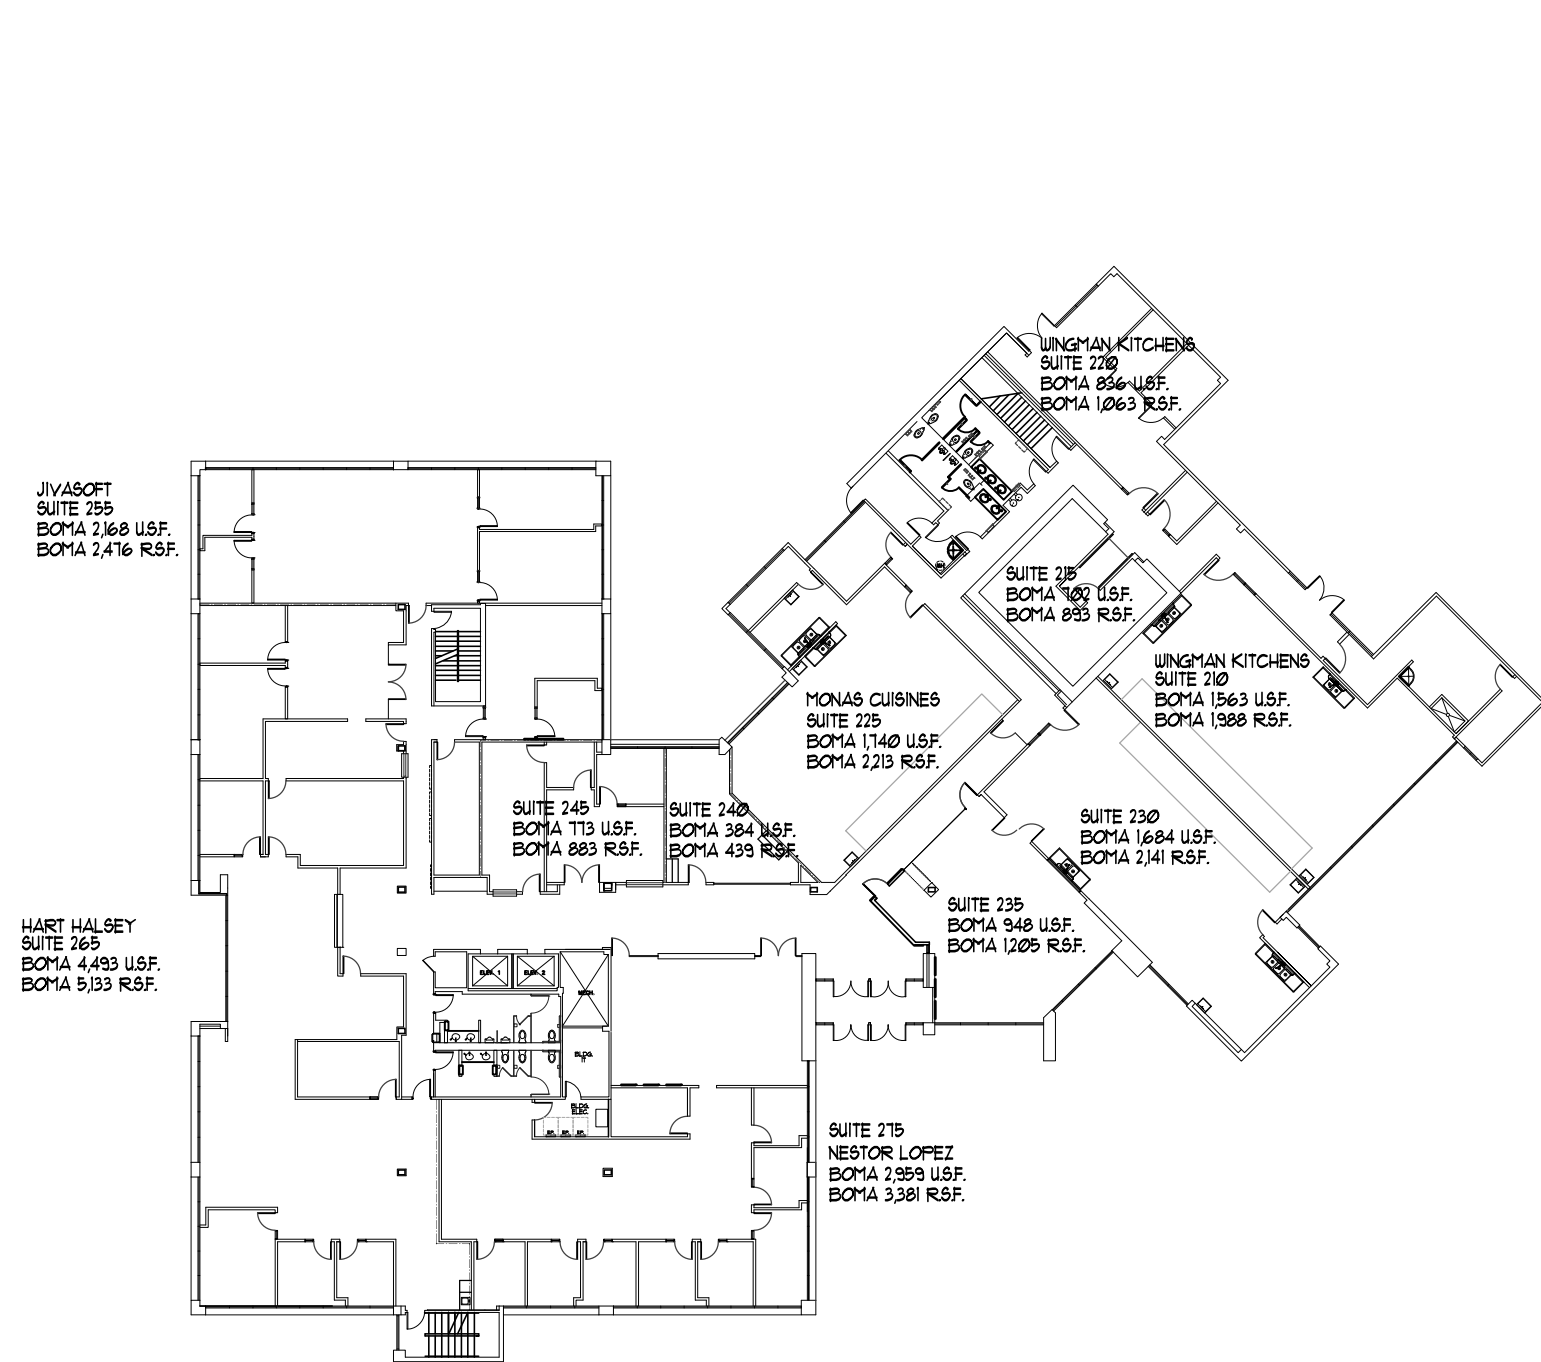 WINGMAN KITCHENS
SUITE 220
BOMA 836 U.S.F.
BOMA 1,063 R.S.F.
JIVASOFT
SUITE 255
BOMA 2,168 U.S.F.
BOMA 2,476 R.S.F.
SUITE 215
BOMA 702 U.S.F.
BOMA 893 R.S.F.
WINGMAN KITCHENS
SUITE 210
BOMA 1,563 U.S.F.
BOMA 1,988 R.S.F.
MONAS CUISINES
SUITE 225
BOMA 1,740 U.S.F.
BOMA 2,213 R.S.F.
SUITE 245
BOMA 773 U.S.F.
BOMA 883 R.S.F.
SUITE 240
BOMA 384 U.S.F.
BOMA 439 R.S.F.
SUITE 230
BOMA 1,684 U.S.F.
BOMA 2,141 R.S.F.
SUITE 235
BOMA 948 U.S.F.
BOMA 1,205 R.S.F.
HART HALSEY
SUITE 265
BOMA 4,493 U.S.F.
BOMA 5,133 R.S.F.
ELEV. 1
ELEV. 2
MECH.
BLDG.
IT
BLDG.
ELEC.
E.P.
E.P.
E.P.
SUITE 275
NESTOR LOPEZ
BOMA 2,959 U.S.F.
BOMA 3,381 R.S.F.